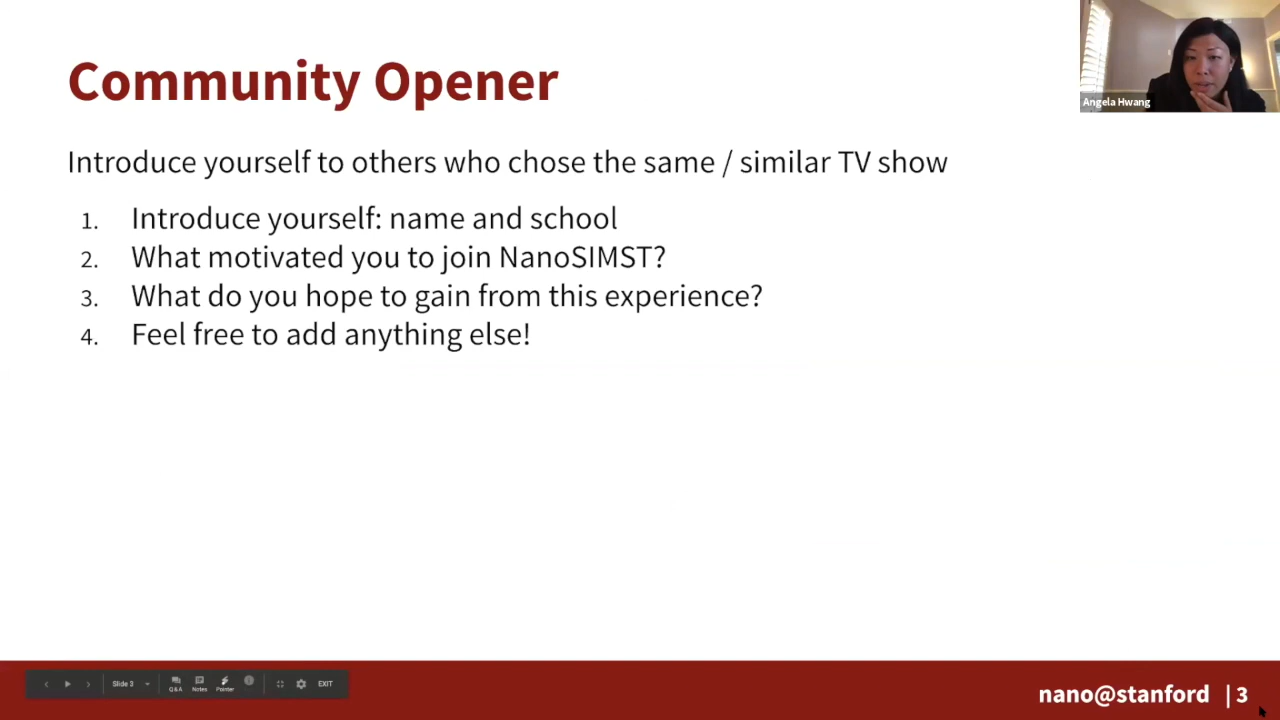 Community Opener
Angela Hwang
Introduce yourself to others who chose the same / similar TV show
1. Introduce yourself: name and school
2. What motivated you to join NanoSIMST?
3. What do you hope to gain from this experience?
4. Feel free to add anything else!
Slide 3
Q&A
Notes
Pointer
EXIT
nano@stanford | 3